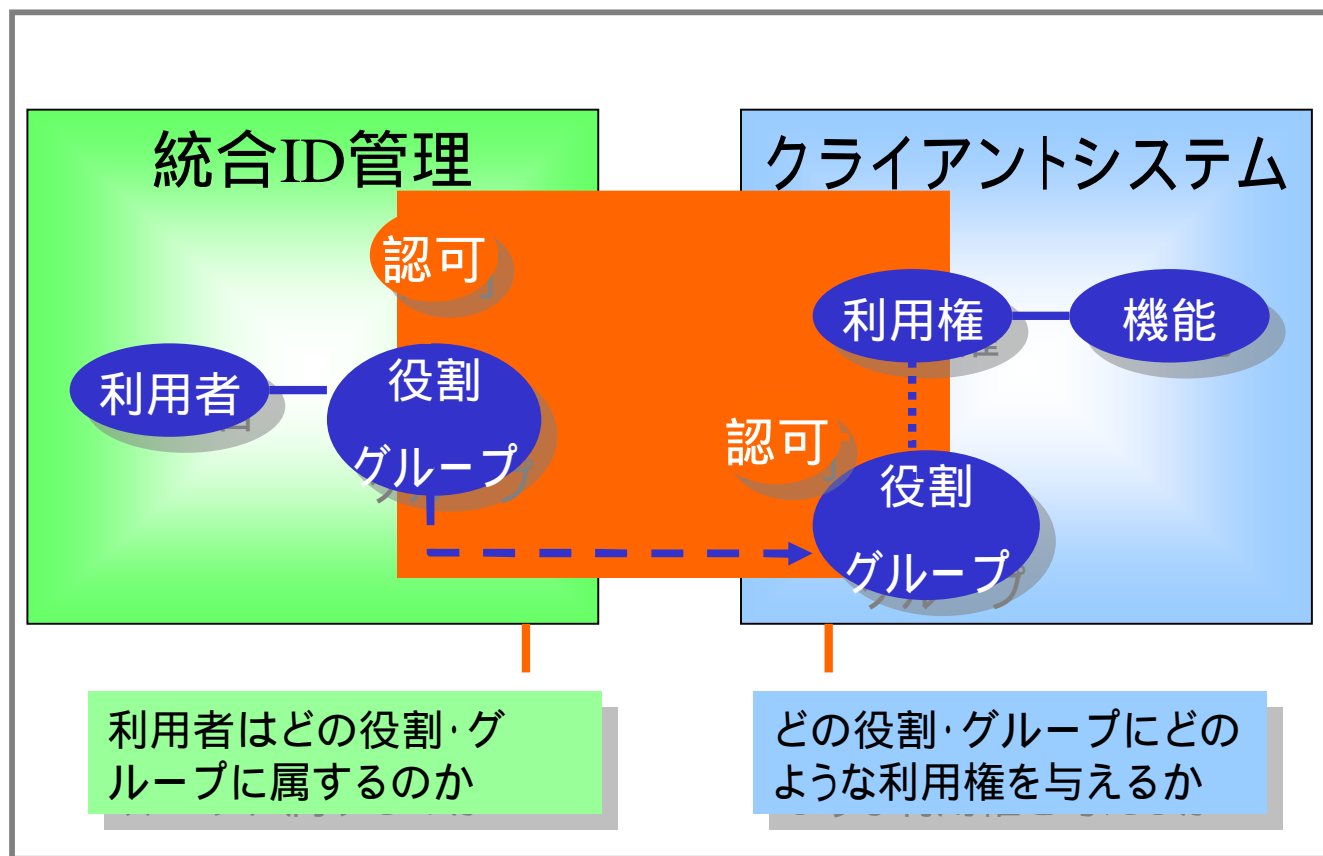 統合ID管理
クライアントシステム
認可
利用権
機能
利用者
役割
グループ
認可
役割
グループ
利用者はどの役割・グ
ループに属するのか
どの役割・グループにどの
ような利用権を与えるか